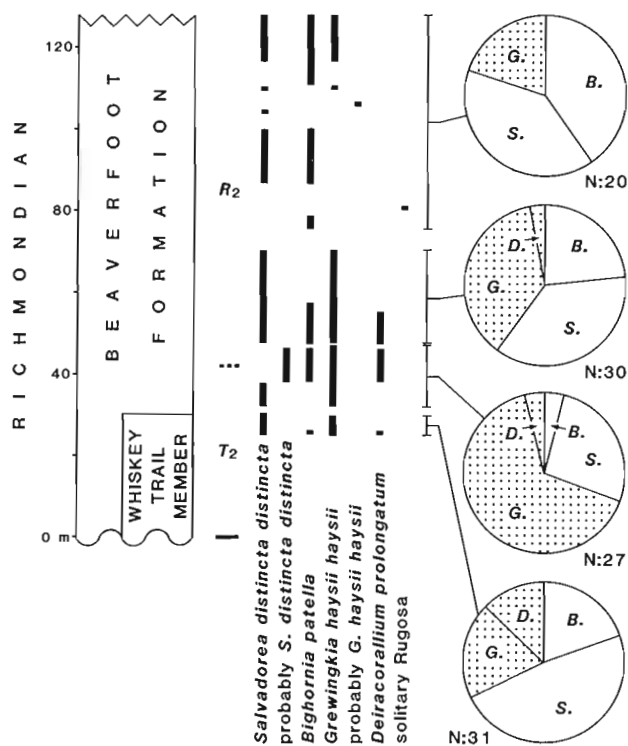 RICHMONDIAN
120
80
40
0 m
BEAVERFOOT
FORMATION
WHISKEY
TRAIL
MEMBER
R2
T2
Salvadorea distincta distincta
probably S. distincta distincta
Bighornia patella
Grewingkia haysii haysii
probably G. haysii haysii
Deiracorallium prolongatum
solitary Rugosa
G.
B.
S.
N:20
D.
B.
G.
S.
N:30
D.
B.
S.
G.
N:27
D.
B.
G.
S.
N:31